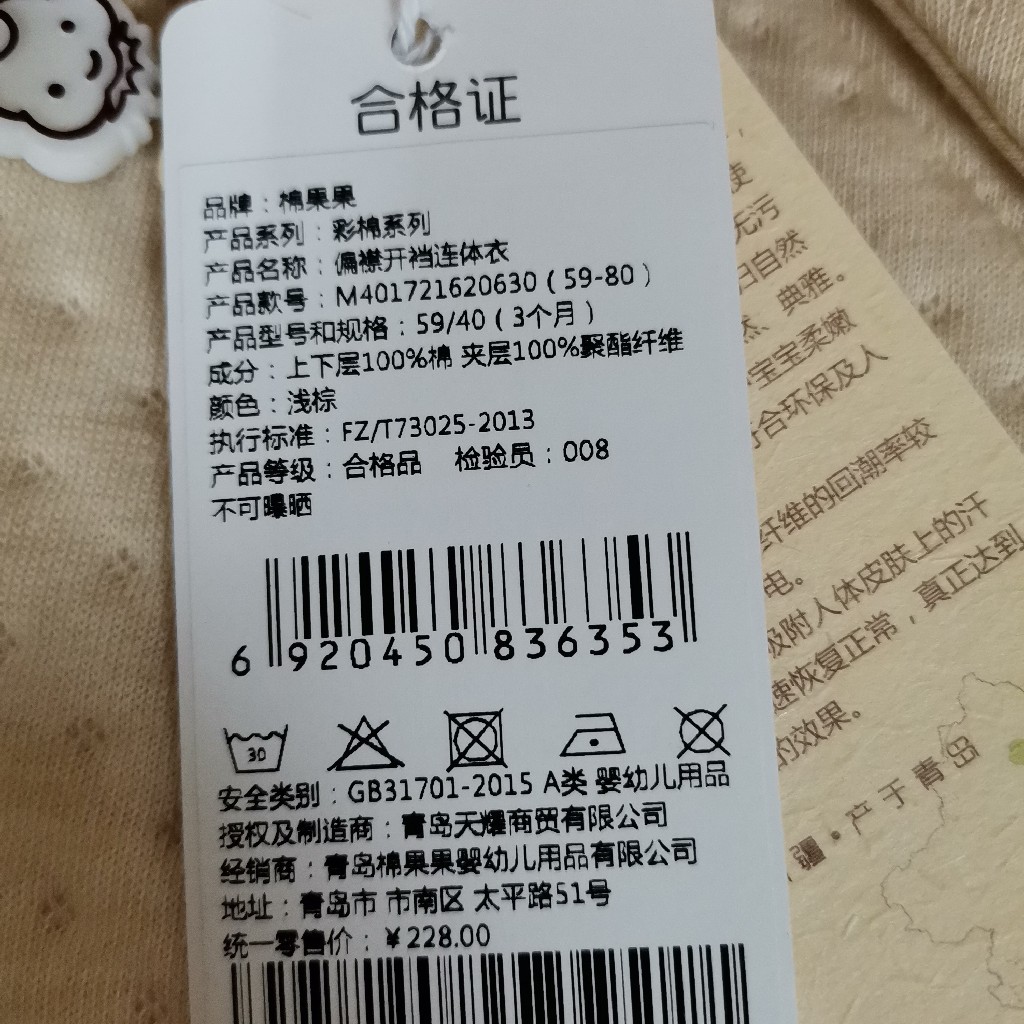 合格证
品牌：棉果果
产品系列：彩棉系列
产品名称：偏襟开裆连体衣
产品款号：M401721620630（59-80）
产品型号和规格：59/40（3个月）
成分：上下层100%棉 夹层100%聚酯纤维
颜色：浅棕
执行标准：FZ/T73025-2013
产品等级：合格品 检验员：008
不可曝晒
6 920450 836353
30
安全类别：GB31701-2015 A类 婴幼儿用品
授权及制造商：青岛天耀商贸有限公司
经销商：青岛棉果果婴幼儿用品有限公司
地址：青岛市 市南区 太平路51号
统一零售价：￥228.00
使
无污
自然
然、典雅。
宝宝柔嫩
合环保及人
纤维的回潮率较
电。
吸附人体皮肤上的汗
速恢复正常，真正达到
的效果。
疆·产于青岛